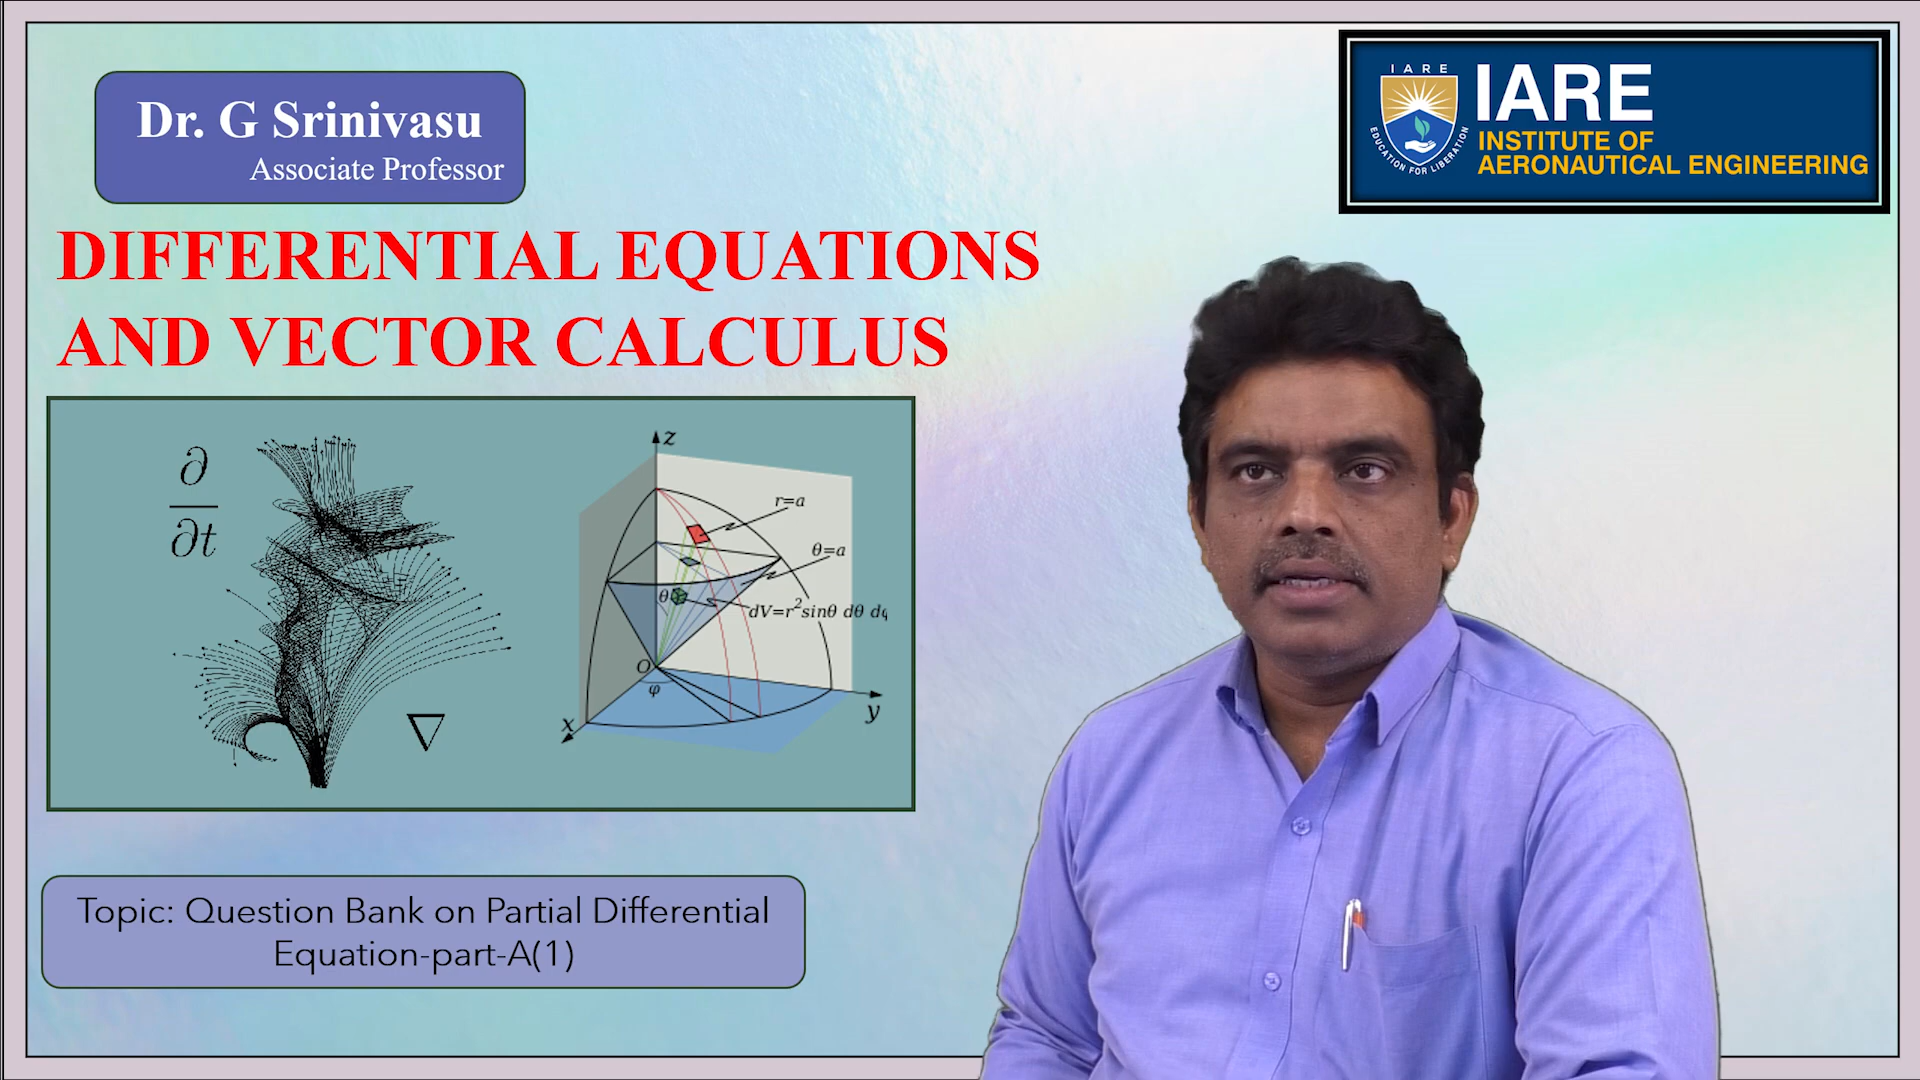 Dr. G Srinivasu
Associate Professor
IARE
IARE
EDUCATION FOR LIBERATION
INSTITUTE OF
AERONAUTICAL ENGINEERING
DIFFERENTIAL EQUATIONS
AND VECTOR CALCULUS
∂
∂t
∇
z
r=a
θ=a
θ
dV=r²sinθ dθ
O
φ
x
y
Topic: Question Bank on Partial Differential
Equation-part-A(1)